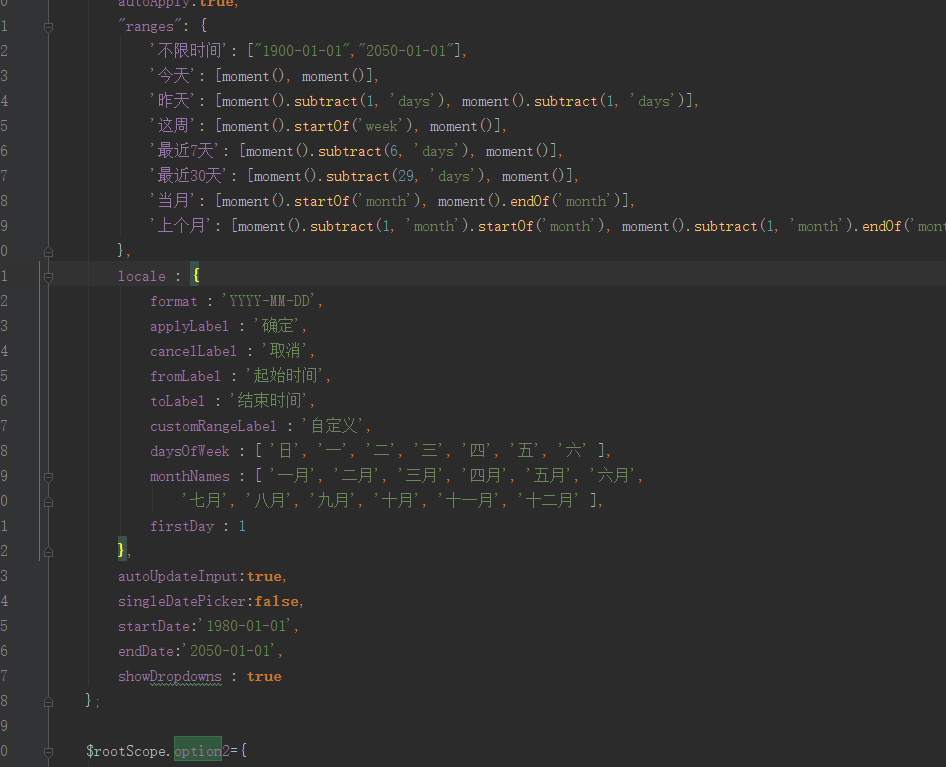 0 autoApply:true,
1 "ranges": {
2 '不限时间': ["1900-01-01","2050-01-01"],
3 '今天': [moment(), moment()],
4 '昨天': [moment().subtract(1, 'days'), moment().subtract(1, 'days')],
5 '这周': [moment().startOf('week'), moment()],
6 '最近7天': [moment().subtract(6, 'days'), moment()],
7 '最近30天': [moment().subtract(29, 'days'), moment()],
8 '当月': [moment().startOf('month'), moment().endOf('month')],
9 '上个月': [moment().subtract(1, 'month').startOf('month'), moment().subtract(1, 'month').endOf('mont
0 },
1 locale : {
2 format : 'YYYY-MM-DD',
3 applyLabel : '确定',
4 cancelLabel : '取消',
5 fromLabel : '起始时间',
6 toLabel : '结束时间',
7 customRangeLabel : '自定义',
8 daysOfWeek : [ '日', '一', '二', '三', '四', '五', '六' ],
9 monthNames : [ '一月', '二月', '三月', '四月', '五月', '六月',
0 '七月', '八月', '九月', '十月', '十一月', '十二月' ],
1 firstDay : 1
2 },
3 autoUpdateInput:true,
4 singleDatePicker:false,
5 startDate:'1980-01-01',
6 endDate:'2050-01-01',
7 showDropdowns : true
8 };
9
0 $rootScope.option2={